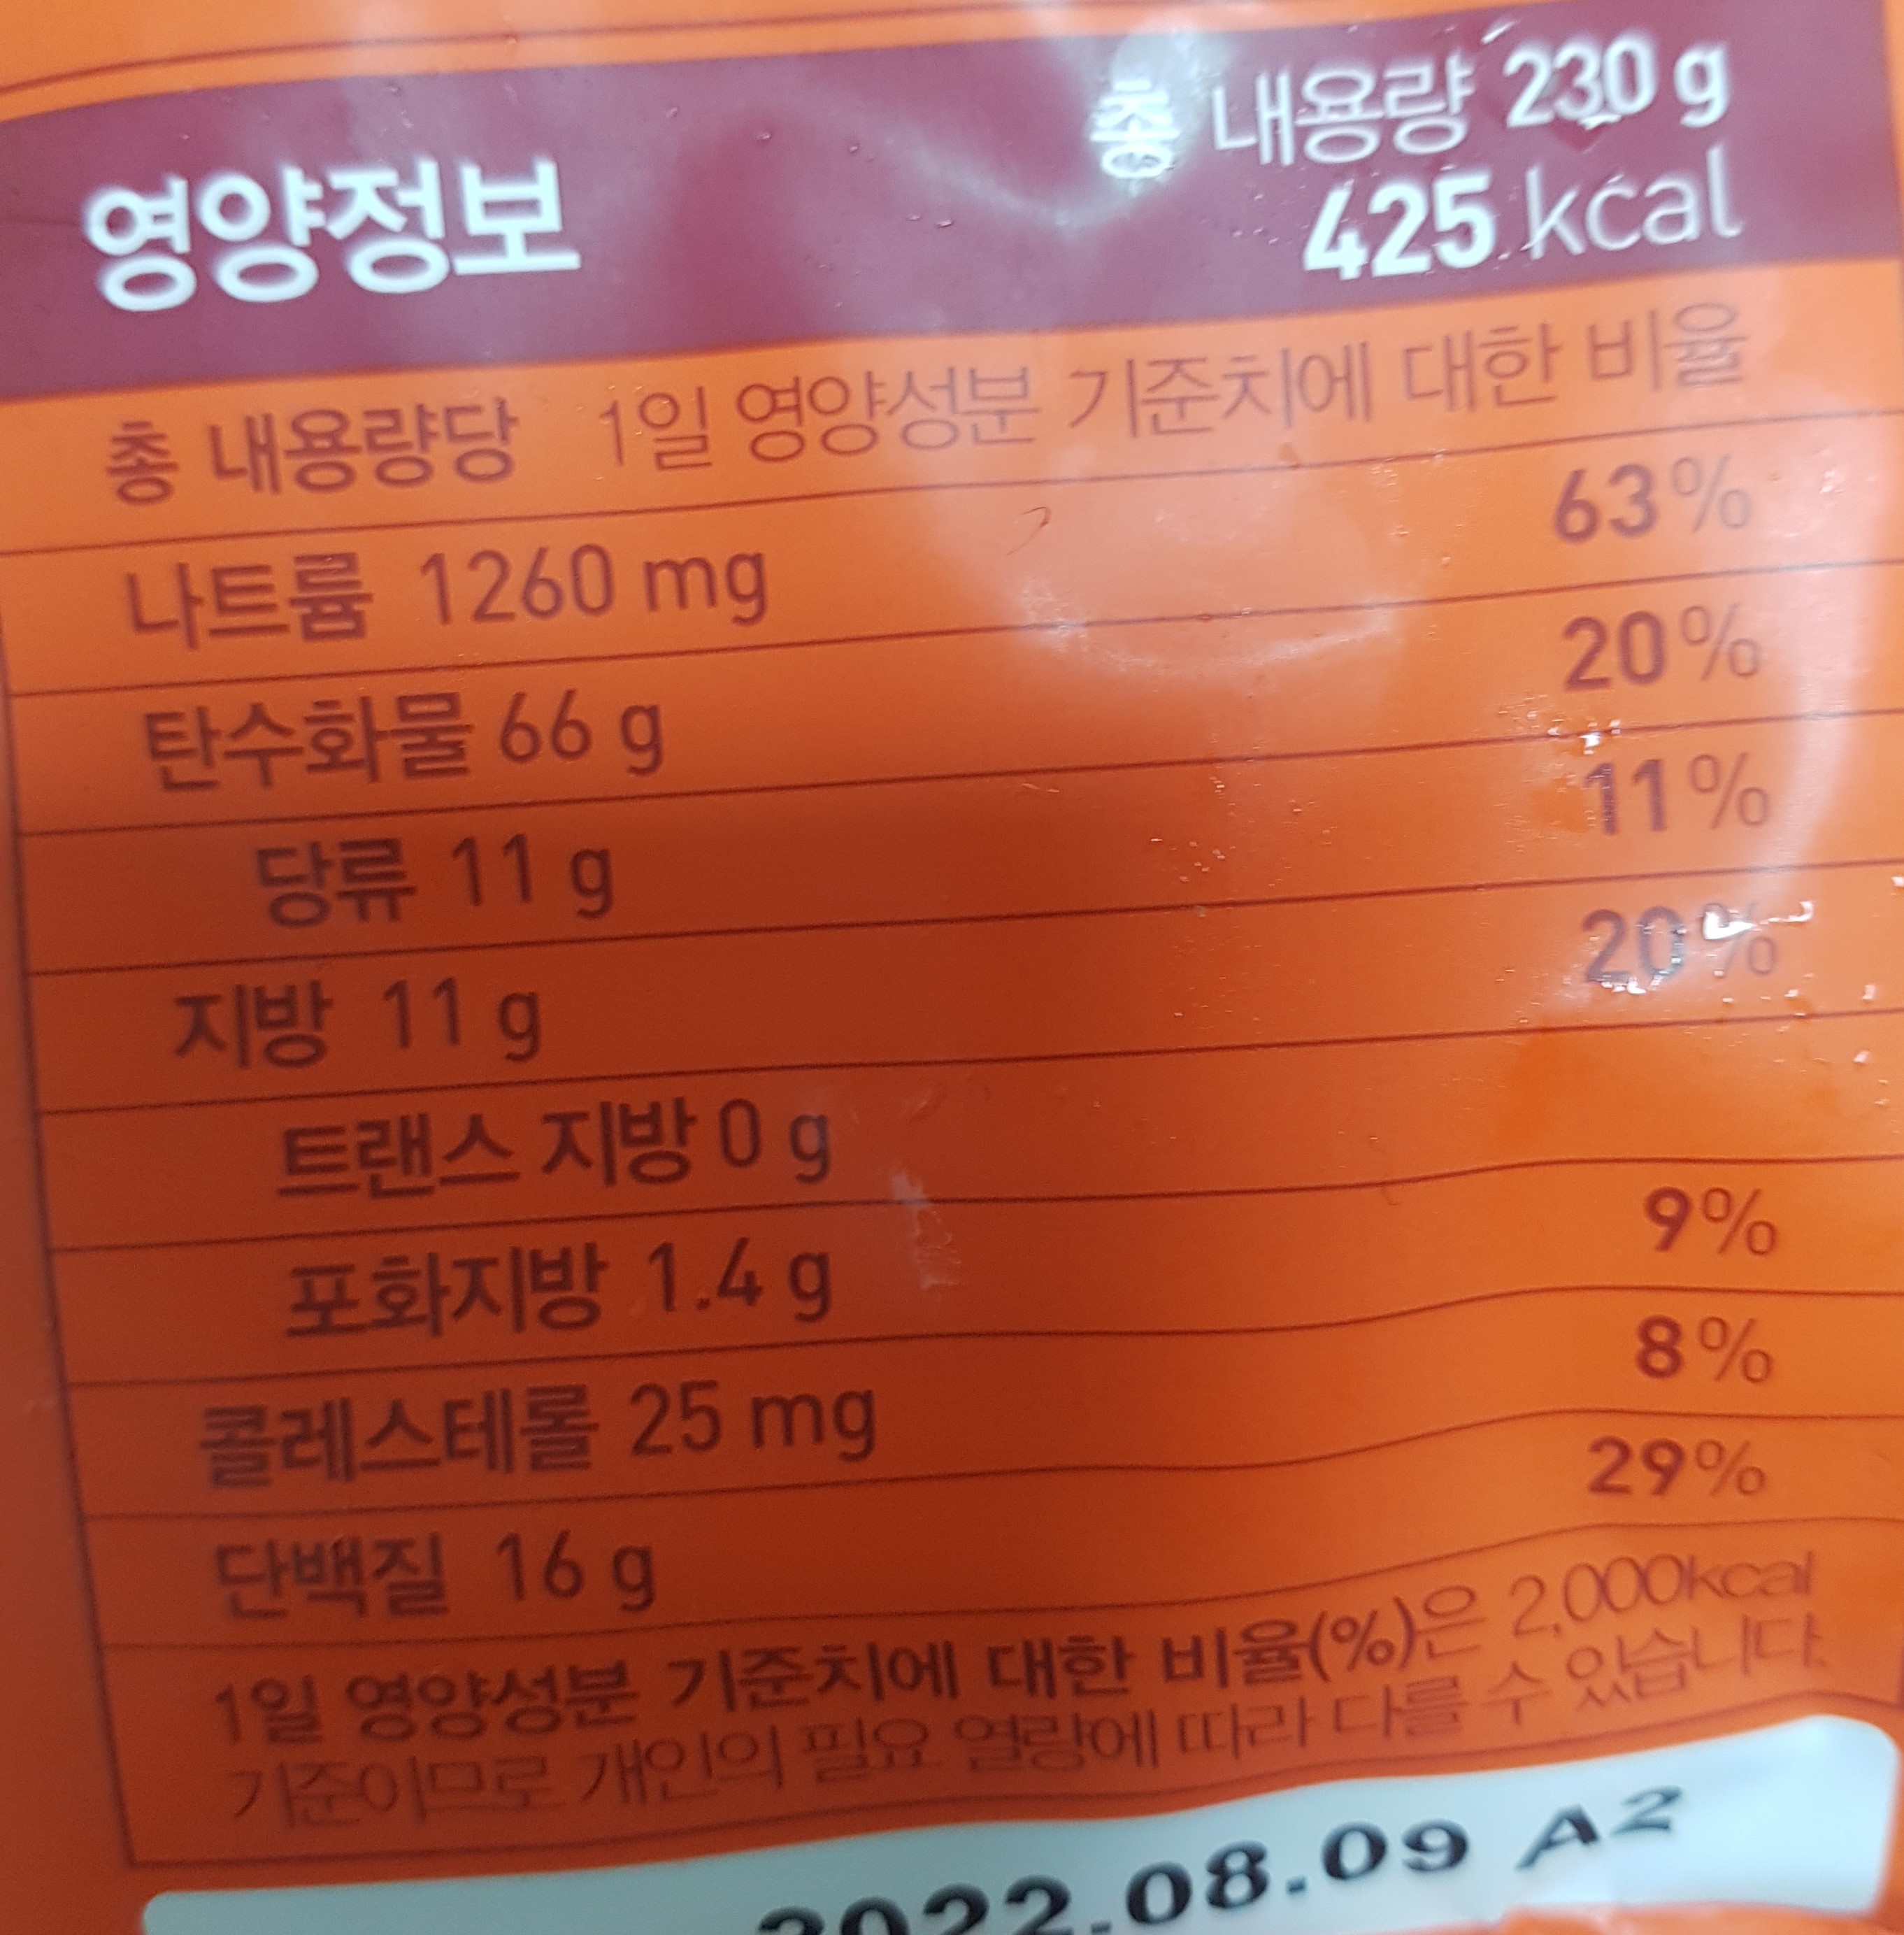 총 내용량 230 g
영양정보 425 kcal
총 내용량당 1일 영양성분 기준치에 대한 비율
나트륨 1260 mg 63%
탄수화물 66 g 20%
당류 11 g 11%
지방 11 g 20%
트랜스 지방 0 g
포화지방 1.4 g 9%
콜레스테롤 25 mg 8%
단백질 16 g 29%
1일 영양성분 기준치에 대한 비율(%)은 2,000kcal
기준이므로 개인의 필요 열량에 따라 다를 수 있습니다.
2022.08.09 A2